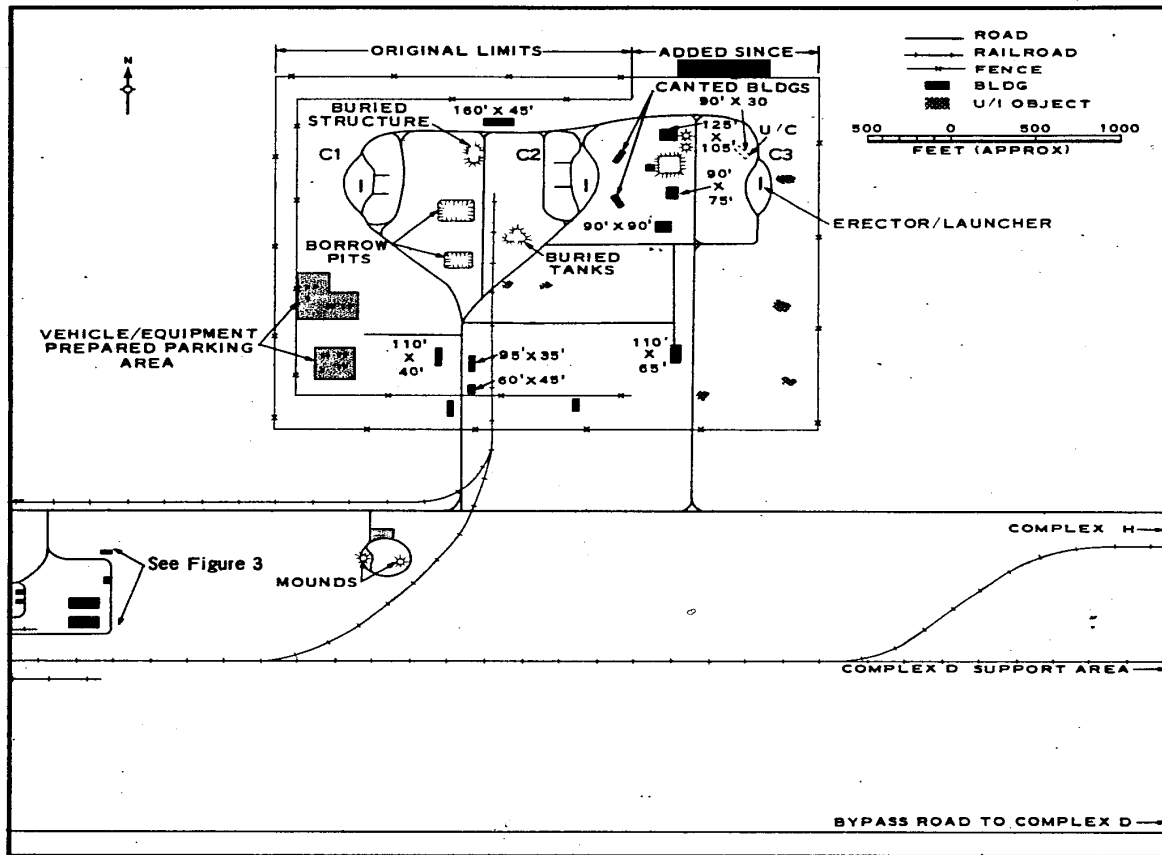 ORIGINAL LIMITS
ADDED SINCE
N
ROAD
RAILROAD
FENCE
BLDG
U/I OBJECT
500 0 500 1000
FEET (APPROX)
BURIED
STRUCTURE
160' X 45'
CANTED BLDGS
90' X 30
125'
X
105'
U/C
C1
C2
C3
90'
X
75'
ERECTOR/LAUNCHER
90' X 90'
BORROW
PITS
BURIED
TANKS
VEHICLE/EQUIPMENT
PREPARED PARKING
AREA
110'
X
40'
95' X 35'
60' X 45'
110'
X
65'
COMPLEX H
See Figure 3
MOUNDS
COMPLEX D SUPPORT AREA
BYPASS ROAD TO COMPLEX D